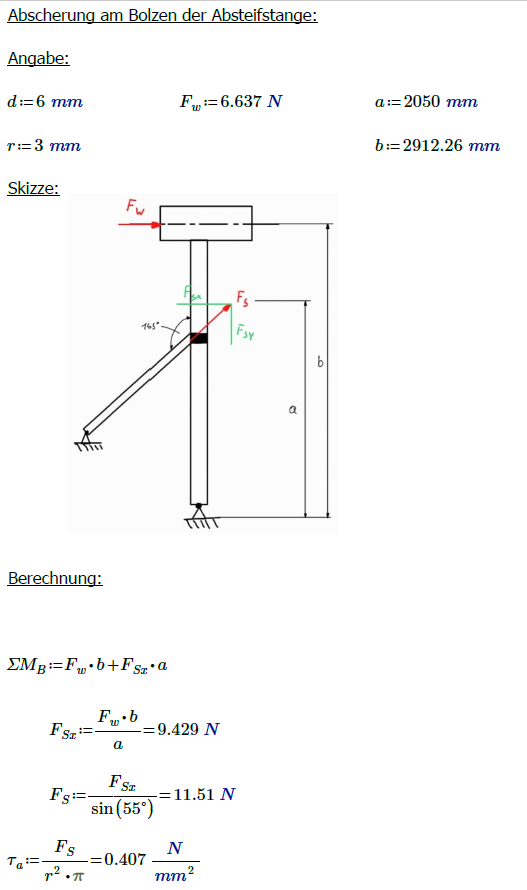 Abscherung am Bolzen der Absteifstange:
Angabe:
d:=6 mm F_w:=6.637 N a:=2050 mm
r:=3 mm b:=2912.26 mm
Skizze:
F_W
F_Sx F_S
145° F_SY
b
a
Berechnung:
ΣM_B:=F_w•b+F_Sx•a
F_Sx:=F_w•b/a=9.429 N
F_S:=F_Sx/sin(55°)=11.51 N
τ_a:=F_S/r²•π=0.407 N/mm²